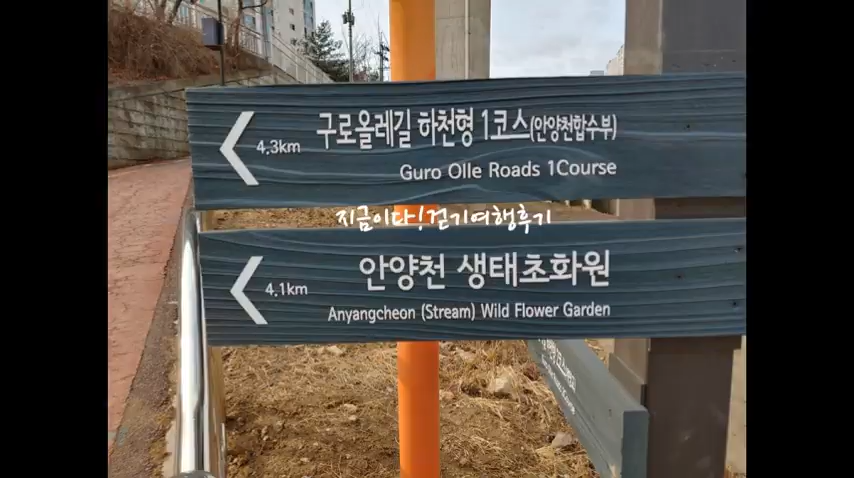 4.3km 구로올레길 하천형 1코스(안양천합수부)
Guro Olle Roads 1Course
지금이다! 걷기여행후기
4.1km 안양천 생태초화원
Anyangcheon (Stream) Wild Flower Garden